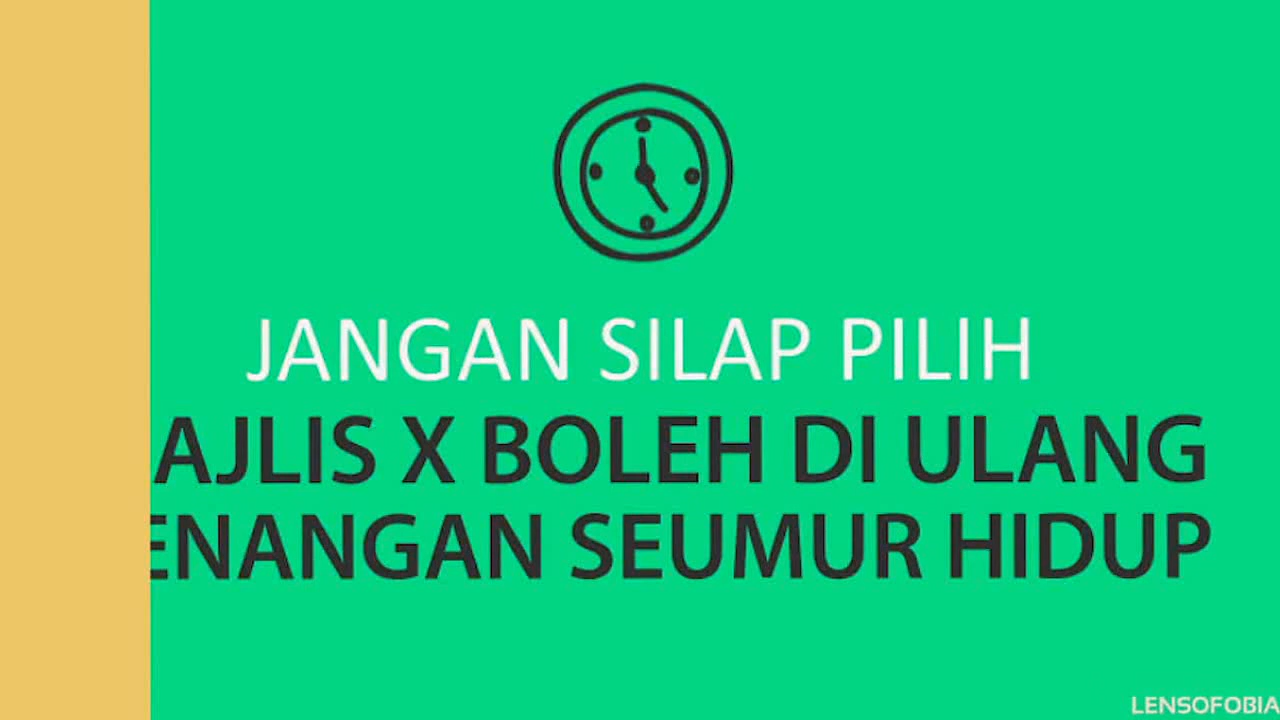 JANGAN SILAP PILIH
AJLIS X BOLEH DI ULANG
ENANGAN SEUMUR HIDUP
LENSOFOBIA